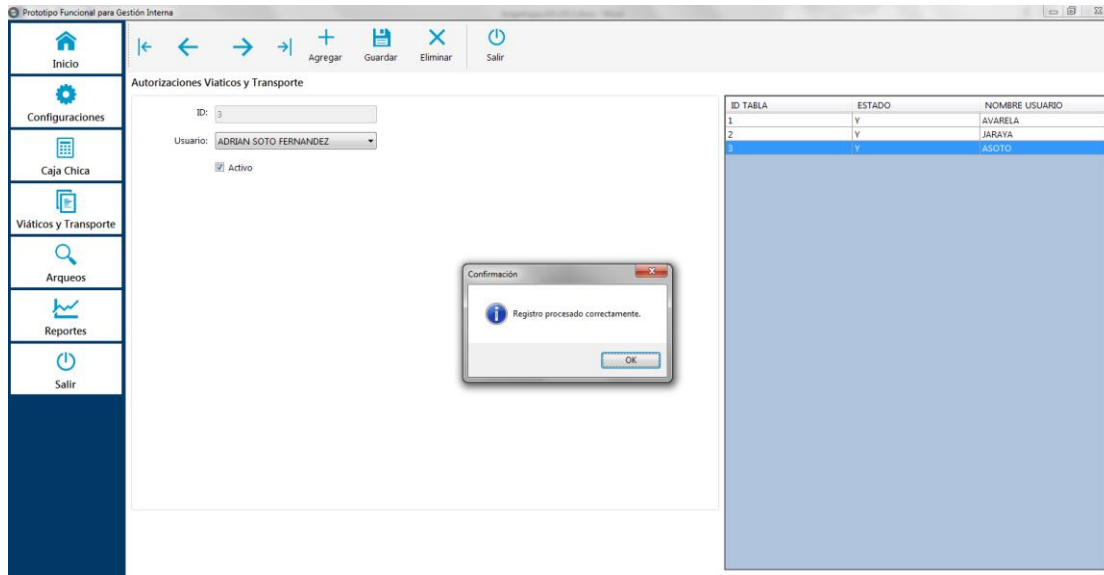 Prototipo Funcional para Gestión Interna
Inicio
Configuraciones
Caja Chica
Viáticos y Transporte
Arqueos
Reportes
Salir
Agregar Guardar Eliminar Salir
Autorizaciones Viaticos y Transporte
ID: 3
Usuario: ADRIAN SOTO FERNANDEZ
Activo
ID TABLA ESTADO NOMBRE USUARIO
1 Y AVARELA
2 Y JARAYA
3 Y ASOTO
Confirmación
Registro procesado correctamente.
OK